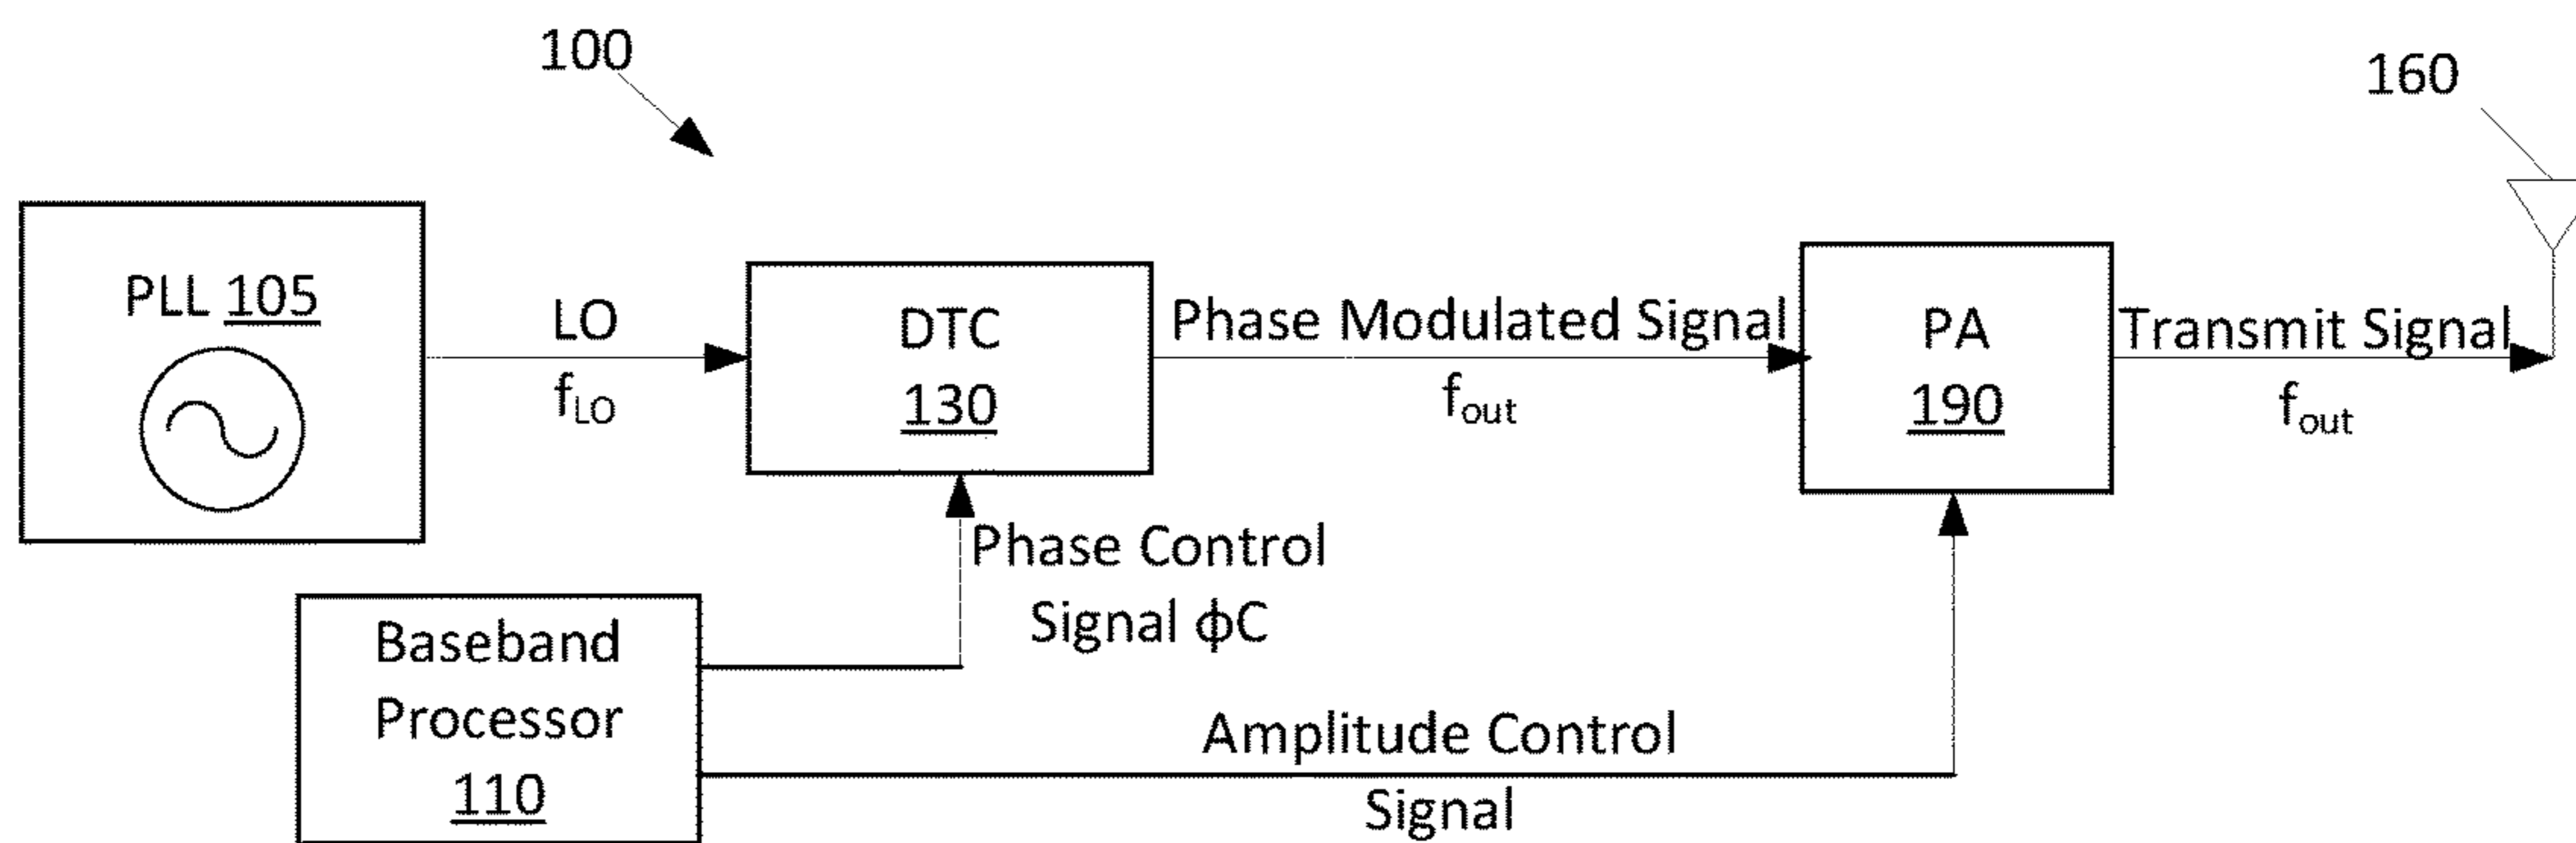 100
160
PLL 105
LO
fLO
DTC
130
Phase Modulated Signal
fout
PA
190
Transmit Signal
fout
Phase Control
Signal ϕC
Baseband
Processor
110
Amplitude Control
Signal